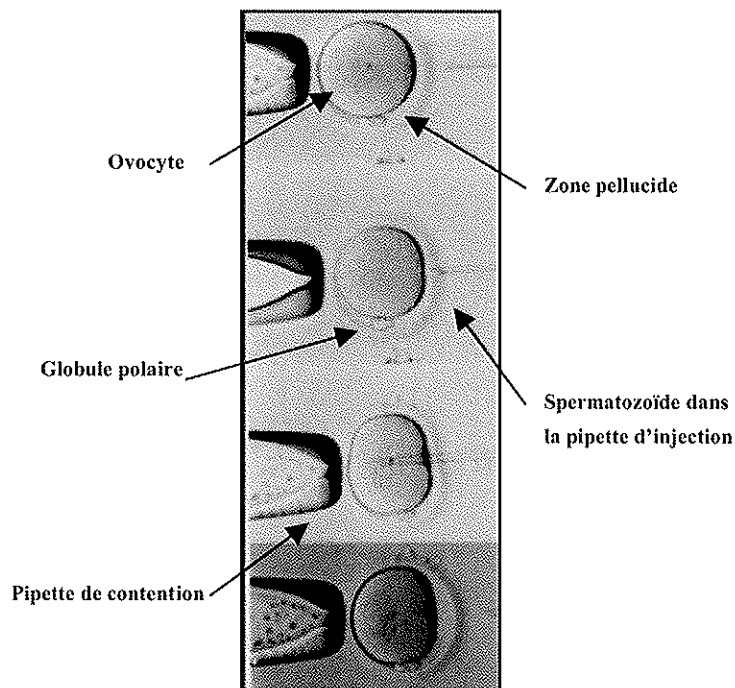 Ovocyte
Zone pellucide
Globule polaire
Spermatozoïde dans
la pipette d'injection
Pipette de contention